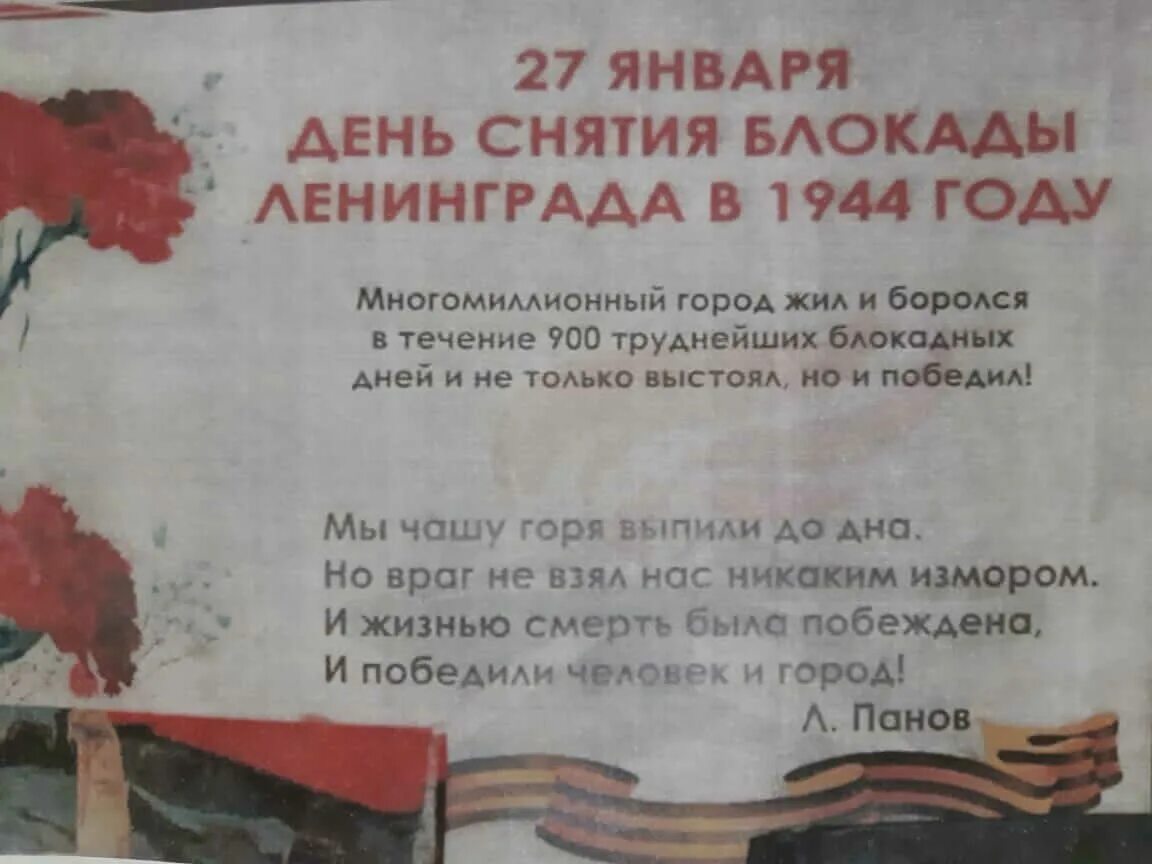 27 ЯНВАРЯ
ДЕНЬ СНЯТИЯ БЛОКАДЫ
ЛЕНИНГРАДА В 1944 ГОДУ
Многомиллионный город жил и боролся
в течение 900 труднейших блокадных
дней и не только выстоял, но и победил!
Мы чашу горя выпили до дна.
Но враг не взял нас никаким измором.
И жизнью смерть была побеждена,
И победили человек и город!
Л. Панов